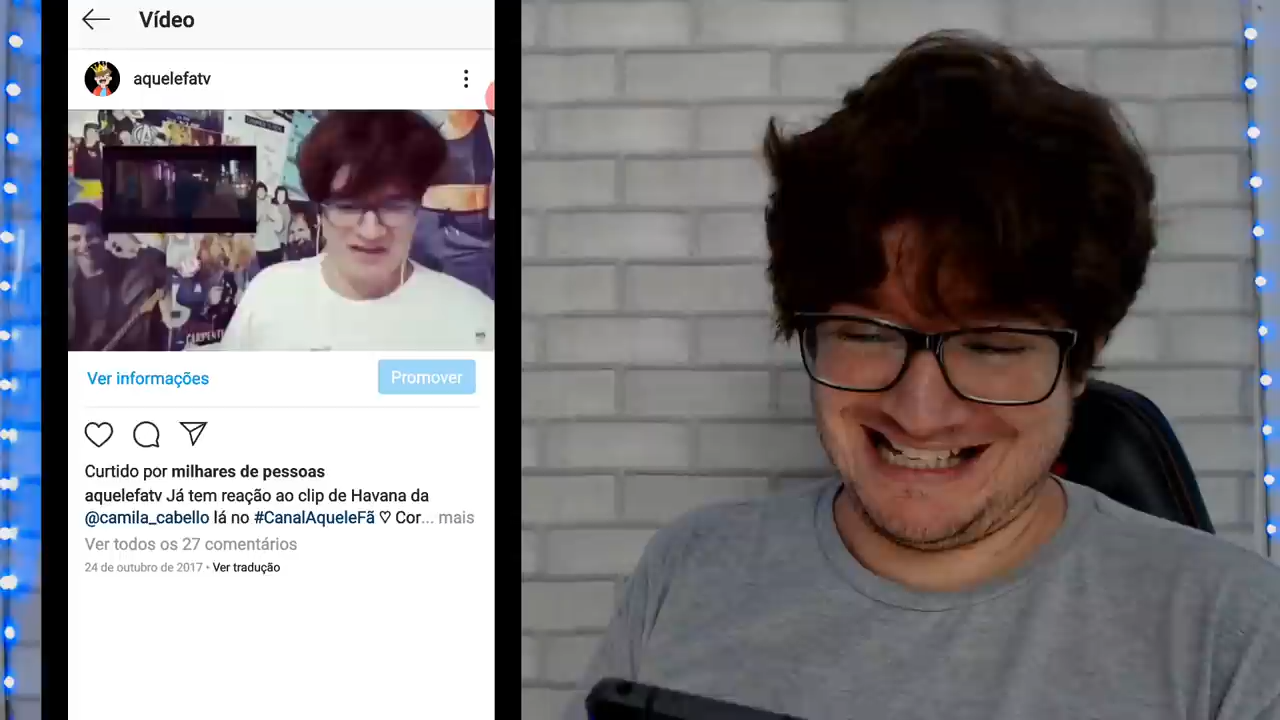 Vídeo
aquelefatv
Ver informações
Promover
Curtido por milhares de pessoas
aquelefatv Já tem reação ao clip de Havana da
@camila_cabello lá no #CanalAqueleFã ♡ Cor... mais
Ver todos os 27 comentários
24 de outubro de 2017 • Ver tradução